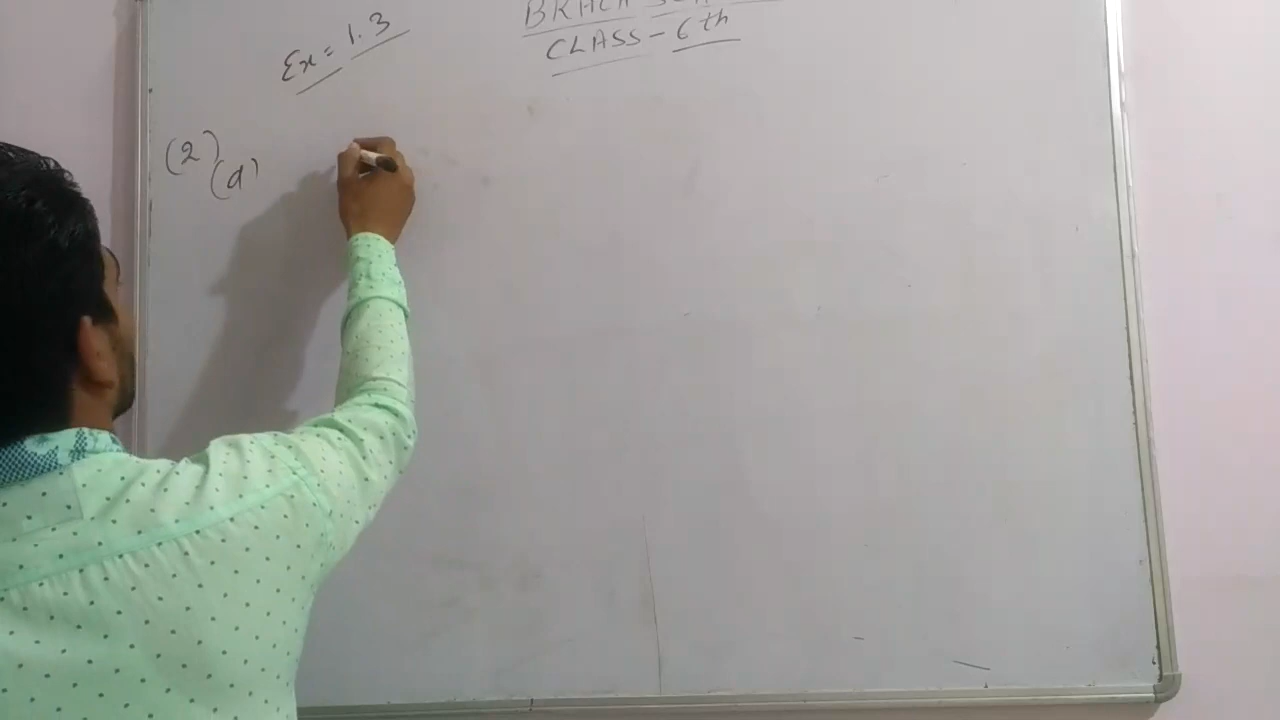 Ex = 1.3
CLASS - 6th
(2)
(d)